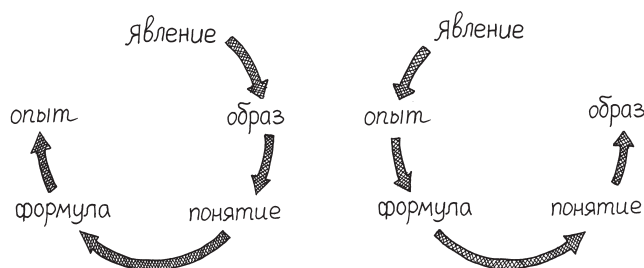 явление
явление
опыт
образ
опыт
образ
формула
понятие
формула
понятие